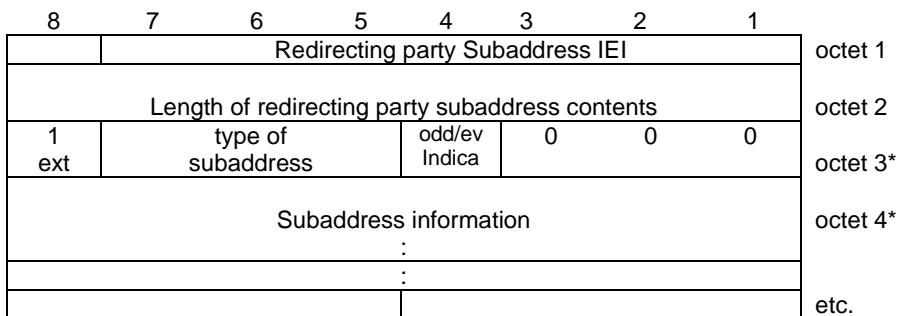 8 7 6 5 4 3 2 1
Redirecting party Subaddress IEI octet 1
Length of redirecting party subaddress contents octet 2
1 type of odd/ev 0 0 0
ext subaddress Indica octet 3*
Subaddress information octet 4*
:
:
etc.